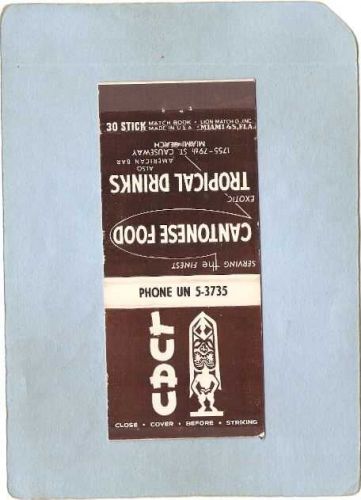 30 STICK MATCH BOOK • LION MATCH CO., INC.
MADE IN U.S.A. MIAMI 45, FLA.
SERVING the FINEST
CANTONESE FOOD
EXOTIC
TROPICAL DRINKS
ALSO
AMERICAN BAR
1755-79th ST. CAUSEWAY
MIAMI BEACH
PHONE UN 5-3735
LUAU
CLOSE • COVER • BEFORE • STRIKING